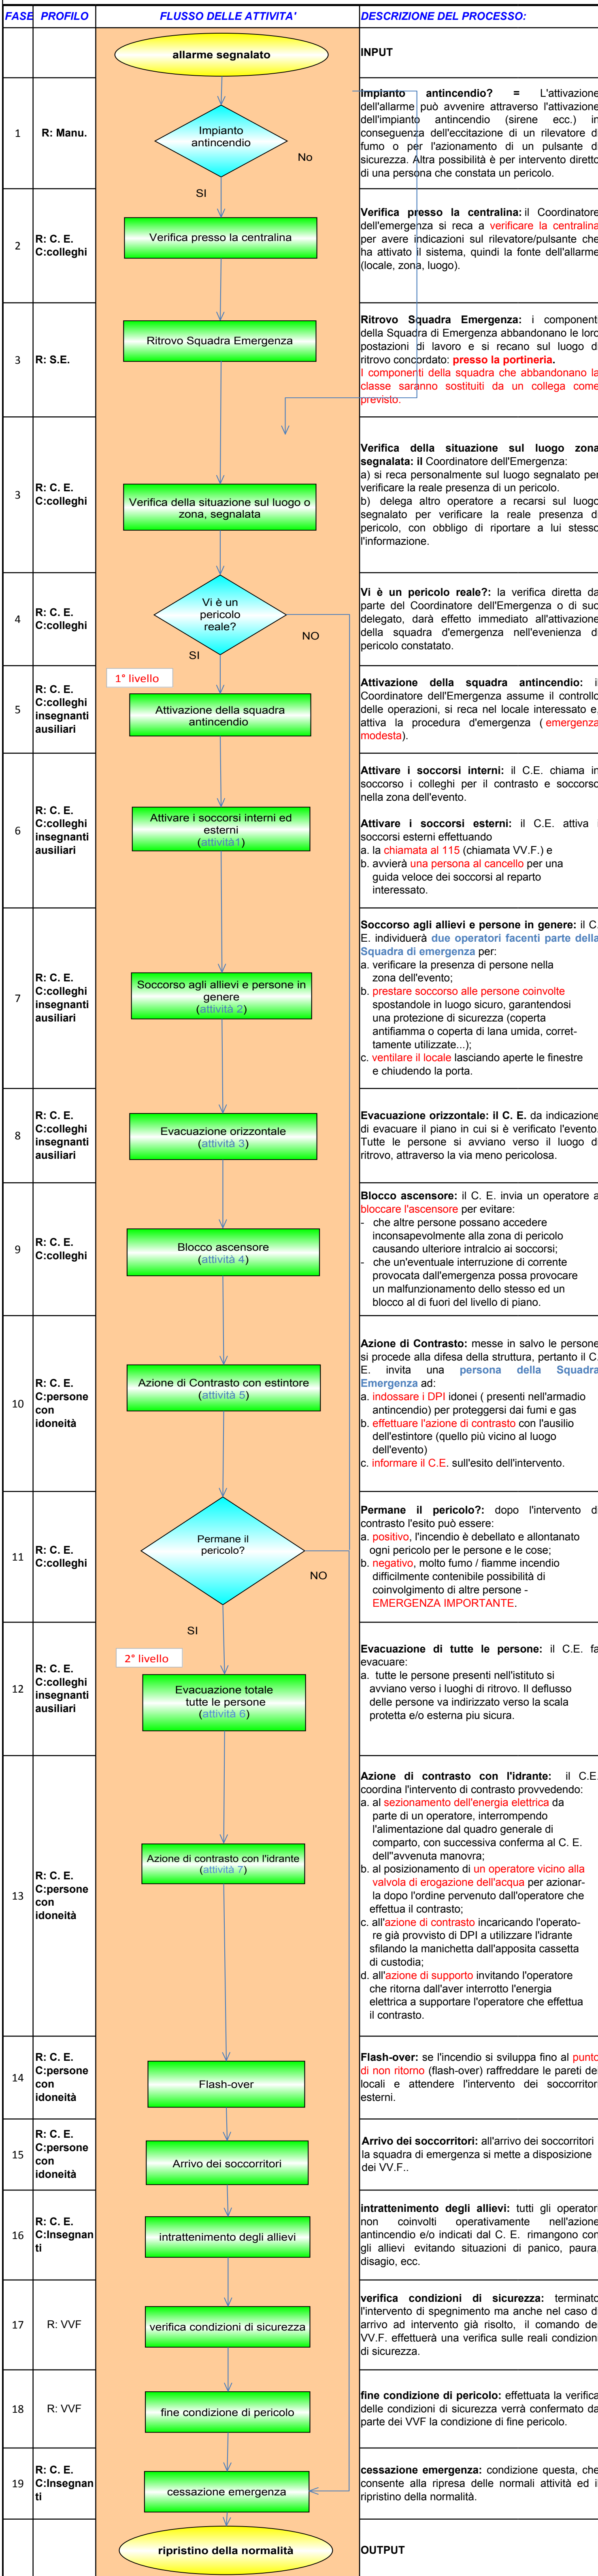 FASE PROFILO FLUSSO DELLE ATTIVITA' DESCRIZIONE DEL PROCESSO:
allarme segnalato
INPUT
1
R: Manu.
Impianto
antincendio
No
SI
Impianto antincendio? = L'attivazione
dell'allarme può avvenire attraverso l'attivazione
dell'impianto antincendio (sirene ecc.) in
conseguenza dell'eccitazione di un rilevatore di
fumo o per l'azionamento di un pulsante di
sicurezza. Altra possibilità è per intervento diretto
di una persona che constata un pericolo.
2
R: C. E.
C:colleghi
Verifica presso la centralina
Verifica presso la centralina: il Coordinatore
dell'emergenza si reca a verificare la centralina
per avere indicazioni sul rilevatore/pulsante che
ha attivato il sistema, quindi la fonte dell'allarme
(locale, zona, luogo).
3
R: S.E.
Ritrovo Squadra Emergenza
Ritrovo Squadra Emergenza: i component
della Squadra di Emergenza abbandonano le loro
postazioni di lavoro e si recano sul luogo d
ritrovo concordato: presso la portineria.
I componenti della squadra che abbandonano la
classe saranno sostituiti da un collega come
previsto.
3
R: C. E.
C:colleghi
Verifica della situazione sul luogo o
zona, segnalata
Verifica della situazione sul luogo zona
segnalata: il Coordinatore dell'Emergenza:
a) si reca personalmente sul luogo segnalato per
verificare la reale presenza di un pericolo.
b) delega altro operatore a recarsi sul luogo
segnalato per verificare la reale presenza d
pericolo, con obbligo di riportare a lui stesso
l'informazione.
4
R: C. E.
C:colleghi
Vi è un
pericolo
reale?
NO
SI
Vi è un pericolo reale?: la verifica diretta da
parte del Coordinatore dell'Emergenza o di suo
delegato, darà effetto immediato all'attivazione
della squadra d'emergenza nell'evenienza d
pericolo constatato.
1° livello
5
R: C. E.
C:colleghi
insegnanti
ausiliari
Attivazione della squadra
antincendio
Attivazione della squadra antincendio: i
Coordinatore dell'Emergenza assume il controllo
delle operazioni, si reca nel locale interessato e,
attiva la procedura d'emergenza ( emergenza
modesta).
6
R: C. E.
C:colleghi
insegnanti
ausiliari
Attivare i soccorsi interni ed
esterni
(attività1)
Attivare i soccorsi interni: il C.E. chiama in
soccorso i colleghi per il contrasto e soccorso
nella zona dell'evento.
Attivare i soccorsi esterni: il C.E. attiva i
soccorsi esterni effettuando
a. la chiamata al 115 (chiamata VV.F.) e
b. avvierà una persona al cancello per una
guida veloce dei soccorsi al reparto
interessato.
7
R: C. E.
C:colleghi
insegnanti
ausiliari
Soccorso agli allievi e persone in
genere
(attività 2)
Soccorso agli allievi e persone in genere: il C.
E. individuerà due operatori facenti parte della
Squadra di emergenza per:
a. verificare la presenza di persone nella
zona dell'evento;
b. prestare soccorso alle persone coinvolte
spostandole in luogo sicuro, garantendosi
una protezione di sicurezza (coperta
antifiamma o coperta di lana umida, corret-
tamente utilizzate...);
c. ventilare il locale lasciando aperte le finestre
e chiudendo la porta.
8
R: C. E.
C:colleghi
insegnanti
ausiliari
Evacuazione orizzontale
(attività 3)
Evacuazione orizzontale: il C. E. da indicazione
di evacuare il piano in cui si è verificato l'evento.
Tutte le persone si avviano verso il luogo d
ritrovo, attraverso la via meno pericolosa.
9
R: C. E.
C:colleghi
Blocco ascensore
(attività 4)
Blocco ascensore: il C. E. invia un operatore a
bloccare l'ascensore per evitare:
- che altre persone possano accedere
inconsapevolmente alla zona di pericolo
causando ulteriore intralcio ai soccorsi;
- che un'eventuale interruzione di corrente
provocata dall'emergenza possa provocare
un malfunzionamento dello stesso ed un
blocco al di fuori del livello di piano.
10
R: C. E.
C:persone
con
idoneità
Azione di Contrasto con estintore
(attività 5)
Azione di Contrasto: messe in salvo le persone
si procede alla difesa della struttura, pertanto il C.
E. invita una persona della Squadra
Emergenza ad:
a. indossare i DPI idonei ( presenti nell'armadio
antincendio) per proteggersi dai fumi e gas
b. effettuare l'azione di contrasto con l'ausilio
dell'estintore (quello più vicino al luogo
dell'evento)
c. informare il C.E. sull'esito dell'intervento.
11
R: C. E.
C:colleghi
Permane il
pericolo?
NO
SI
Permane il pericolo?: dopo l'intervento d
contrasto l'esito può essere:
a. positivo, l'incendio è debellato e allontanato
ogni pericolo per le persone e le cose;
b. negativo, molto fumo / fiamme incendio
difficilmente contenibile possibilità di
coinvolgimento di altre persone -
EMERGENZA IMPORTANTE.
2° livello
12
R: C. E.
C:colleghi
insegnanti
ausiliari
Evacuazione totale
tutte le persone
(attività 6)
Evacuazione di tutte le persone: il C.E. fa
evacuare:
a. tutte le persone presenti nell'istituto si
avviano verso i luoghi di ritrovo. Il deflusso
delle persone va indirizzato verso la scala
protetta e/o esterna piu sicura.
13
R: C. E.
C:persone
con
idoneità
Azione di contrasto con l'idrante
(attività 7)
Azione di contrasto con l'idrante: il C.E.
coordina l'intervento di contrasto provvedendo:
a. al sezionamento dell'energia elettrica da
parte di un operatore, interrompendo
l'alimentazione dal quadro generale di
comparto, con successiva conferma al C. E.
dell"avvenuta manovra;
b. al posizionamento di un operatore vicino alla
valvola di erogazione dell'acqua per azionar-
la dopo l'ordine pervenuto dall'operatore che
effettua il contrasto;
c. all'azione di contrasto incaricando l'operato-
re già provvisto di DPI a utilizzare l'idrante
sfilando la manichetta dall'apposita cassetta
di custodia;
d. all'azione di supporto invitando l'operatore
che ritorna dall'aver interrotto l'energia
elettrica a supportare l'operatore che effettua
il contrasto.
14
R: C. E.
C:persone
con
idoneità
Flash-over
Flash-over: se l'incendio si sviluppa fino al punto
di non ritorno (flash-over) raffreddare le pareti dei
locali e attendere l'intervento dei soccorritori
esterni.
15
R: C. E.
C:persone
con
idoneità
Arrivo dei soccorritori
Arrivo dei soccorritori: all'arrivo dei soccorritori
la squadra di emergenza si mette a disposizione
dei VV.F..
16
R: C. E.
C:Insegnan
ti
intrattenimento degli allievi
intrattenimento degli allievi: tutti gli operatori
non coinvolti operativamente nell'azione
antincendio e/o indicati dal C. E. rimangono con
gli allievi evitando situazioni di panico, paura,
disagio, ecc.
17
R: VVF
verifica condizioni di sicurezza
verifica condizioni di sicurezza: terminato
l'intervento di spegnimento ma anche nel caso d
arrivo ad intervento già risolto, il comando dei
VV.F. effettuerà una verifica sulle reali condizioni
di sicurezza.
18
R: VVF
fine condizione di pericolo
fine condizione di pericolo: effettuata la verifica
delle condizioni di sicurezza verrà confermato da
parte dei VVF la condizione di fine pericolo.
19
R: C. E.
C:Insegnan
ti
cessazione emergenza
cessazione emergenza: condizione questa, che
consente alla ripresa delle normali attività ed i
ripristino della normalità.
ripristino della normalità
OUTPUT